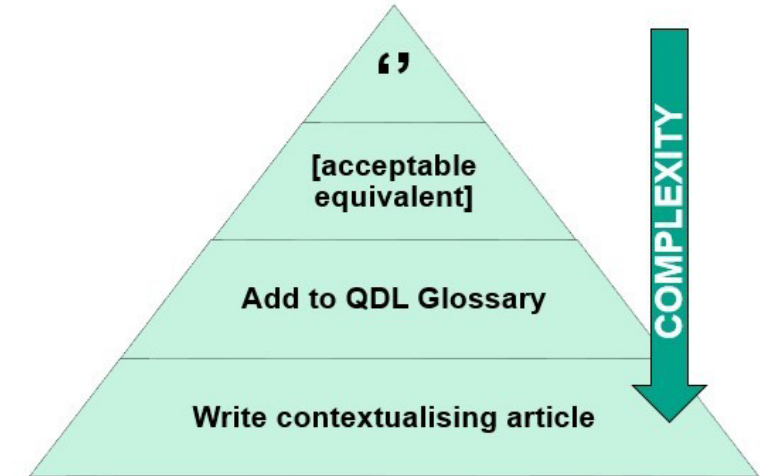 ‘’
[acceptable
equivalent]
Add to QDL Glossary
Write contextualising article
COMPLEXITY